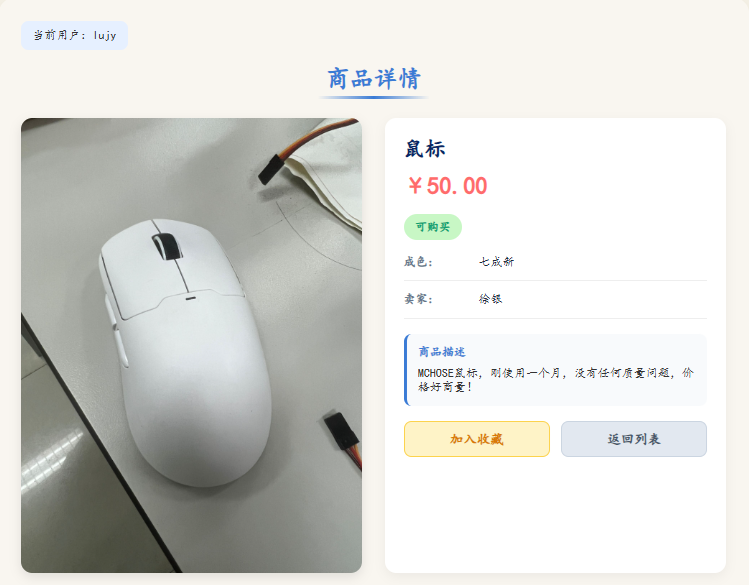 当前用户: lujy
商品详情
鼠标
￥50.00
可购买
成色: 七成新
卖家: 徐银
商品描述
MCHOSE鼠标, 刚使用一个月, 没有任何质量问题, 价
格好商量!
加入收藏 返回列表